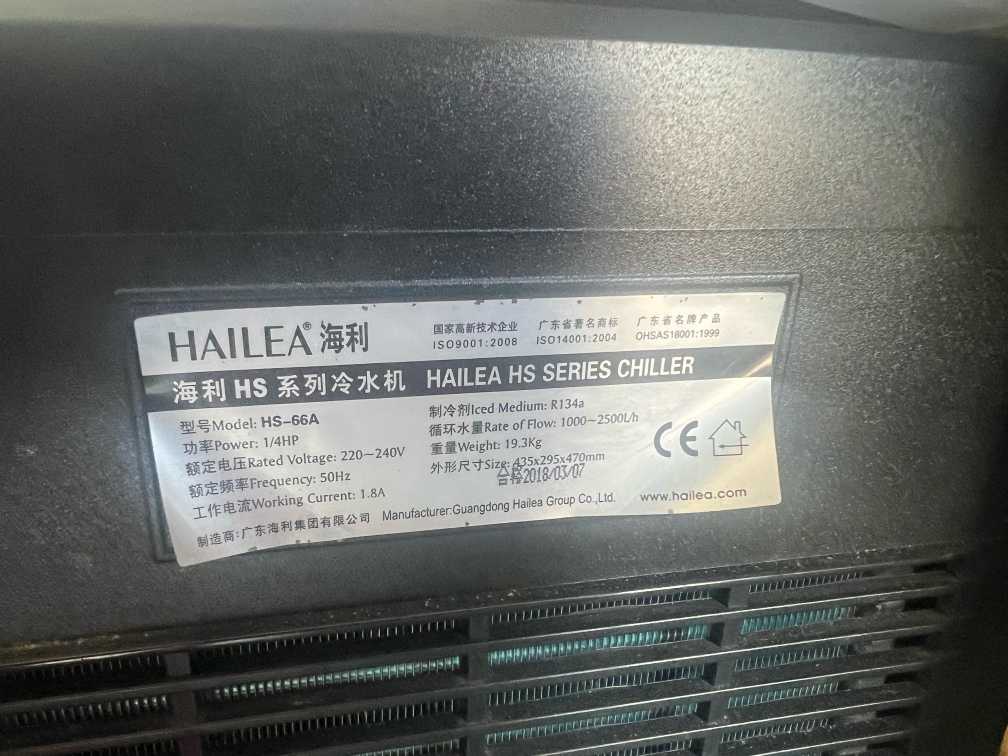 HAILEA® 海利
国家高新技术企业 广东省著名商标 广东省名牌产品
ISO9001:2008 ISO14001:2004 OHSAS18001:1999
海利 HS 系列冷水机 HAILEA HS SERIES CHILLER
型号Model: HS-66A
功率Power: 1/4HP
额定电压Rated Voltage: 220~240V
额定频率Frequency: 50Hz
工作电流Working Current: 1.8A
制冷剂Iced Medium: R134a
循环水量Rate of Flow: 1000~2500L/h
重量Weight: 19.3Kg
外形尺寸Size: 435x295x470mm
合格2018/03/07
CE
制造商:广东海利集团有限公司 Manufacturer:Guangdong Hailea Group Co.,Ltd.
www.hailea.com